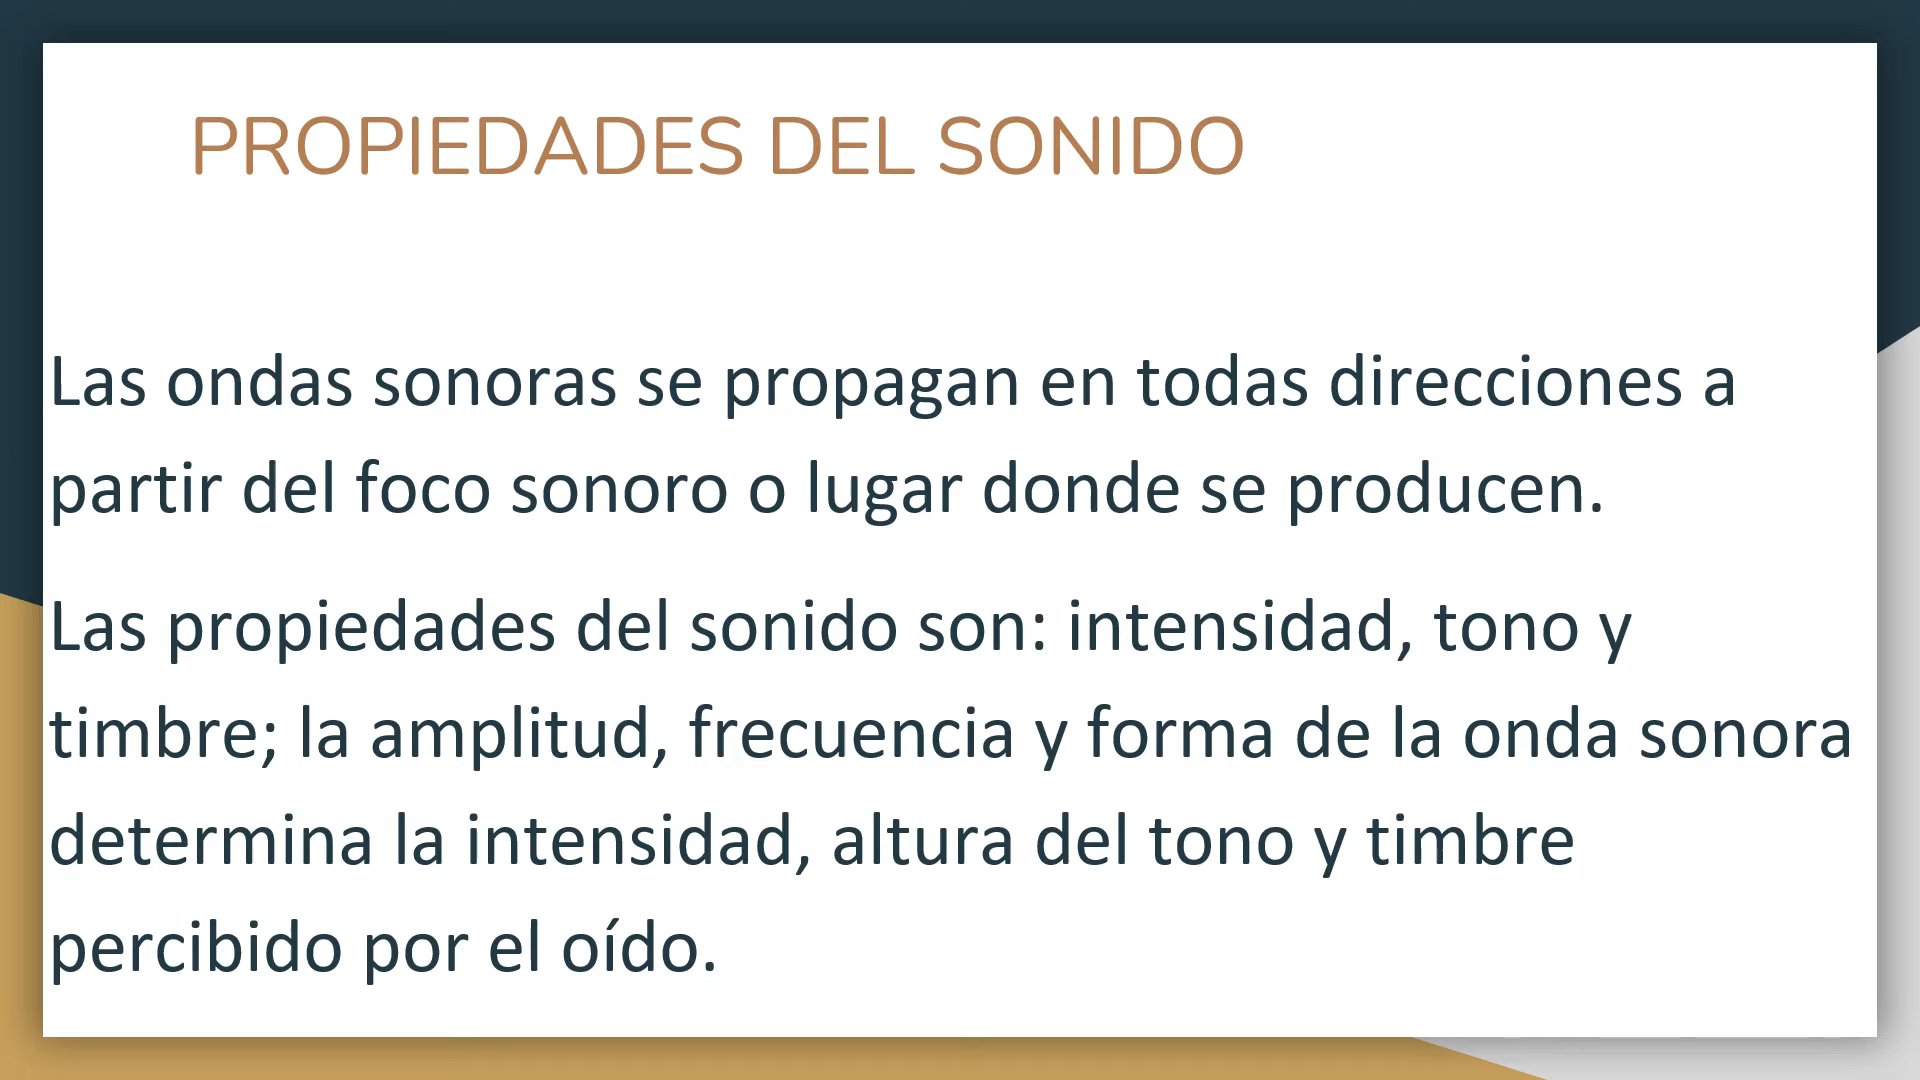 PROPIEDADES DEL SONIDO
Las ondas sonoras se propagan en todas direcciones a
partir del foco sonoro o lugar donde se producen.
Las propiedades del sonido son: intensidad, tono y
timbre; la amplitud, frecuencia y forma de la onda sonora
determina la intensidad, altura del tono y timbre
percibido por el oído.